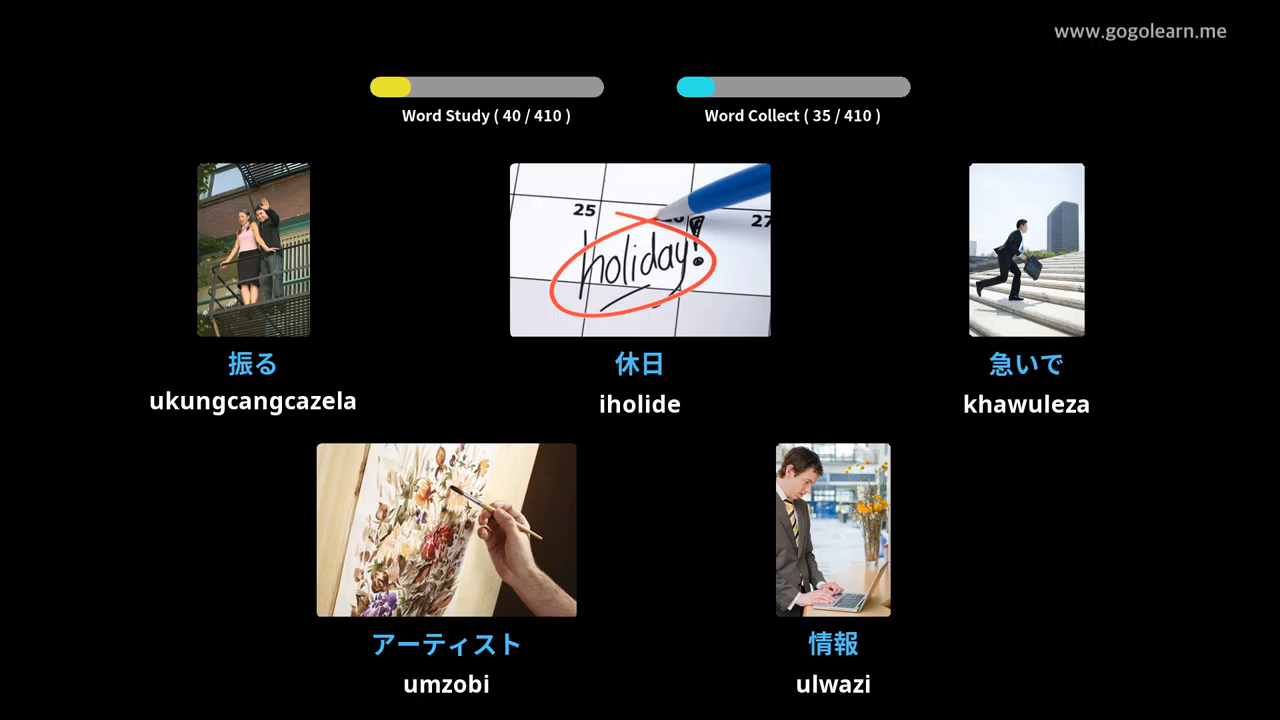 www.gogolearn.me
Word Study ( 40 / 410 )
Word Collect ( 35 / 410 )
25
27
holiday!
振る
休日
急いで
ukungcangcazela
iholide
khawuleza
アーティスト
情報
umzobi
ulwazi